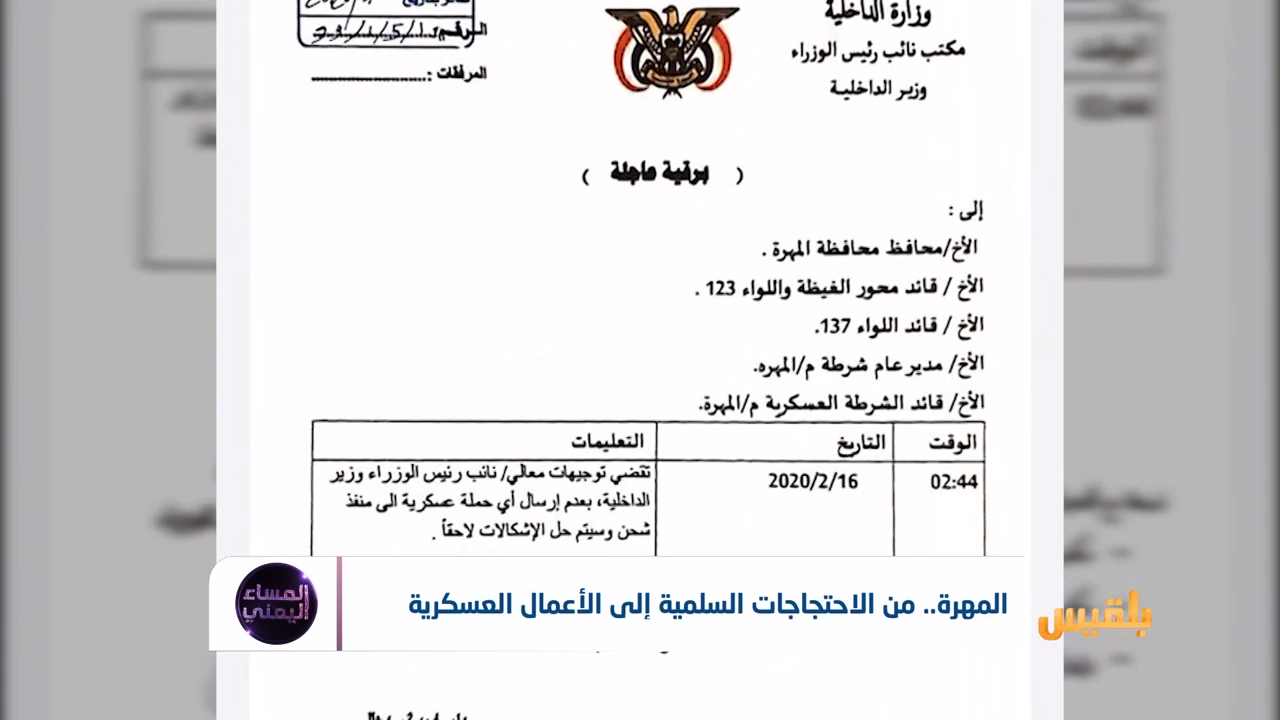 وزارة الداخلية
مكتب نائب رئيس الوزراء
وزير الداخلية
الرقم:
المرفقات :
( برقية عاجلة )
إلى :
الأخ/محافظ محافظة المهرة .
الأخ / قائد محور الغيظة واللواء 123 .
الأخ / قائد اللواء 137.
الأخ/ مدير عام شرطة م/المهره.
الأخ/ قائد الشرطة العسكرية م/المهرة.
الوقت التاريخ التعليمات
02:44 2020/2/16 تقضي توجيهات معالي/ نائب رئيس الوزراء وزير
الداخلية، بعدم إرسال أي حملة عسكرية الى منفذ
شحن وسيتم حل الإشكالات لاحقاً .
المهرة.. من الاحتجاجات السلمية إلى الأعمال العسكرية
المساء
اليمني
بلقيس